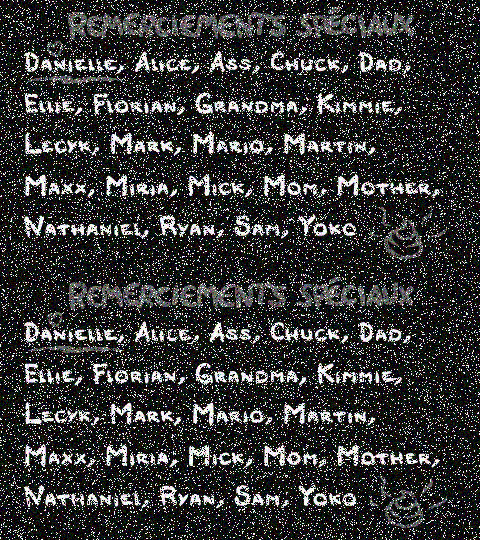 Remerciements spéciaux
Danielle, Alice, Ass, Chuck, Dad,
Ellie, Florian, Grandma, Kimmie,
Lecyk, Mark, Mario, Martin,
Maxx, Miria, Mick, Mom, Mother,
Nathaniel, Ryan, Sam, Yoko
Remerciements spéciaux
Danielle, Alice, Ass, Chuck, Dad,
Ellie, Florian, Grandma, Kimmie,
Lecyk, Mark, Mario, Martin,
Maxx, Miria, Mick, Mom, Mother,
Nathaniel, Ryan, Sam, Yoko